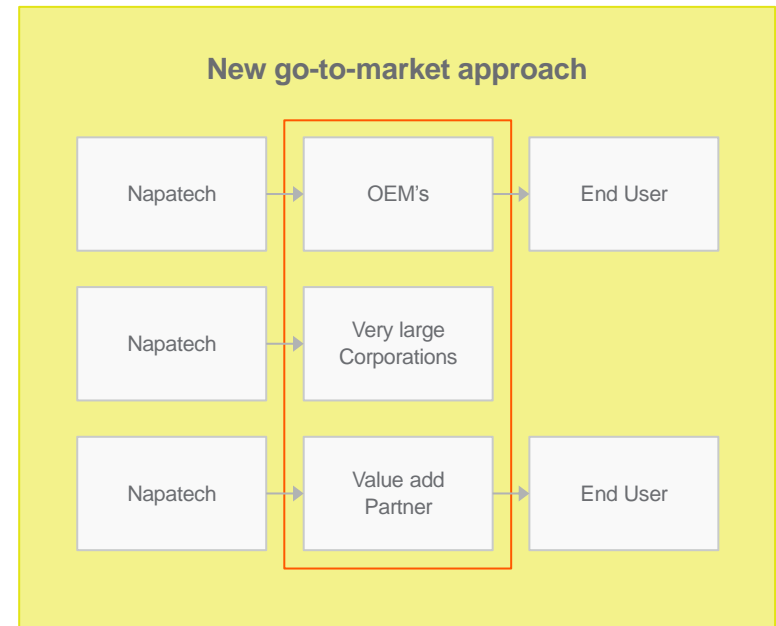 New go-to-market approach
Napatech
OEM's
End User
Napatech
Very large
Corporations
Napatech
Value add
Partner
End User